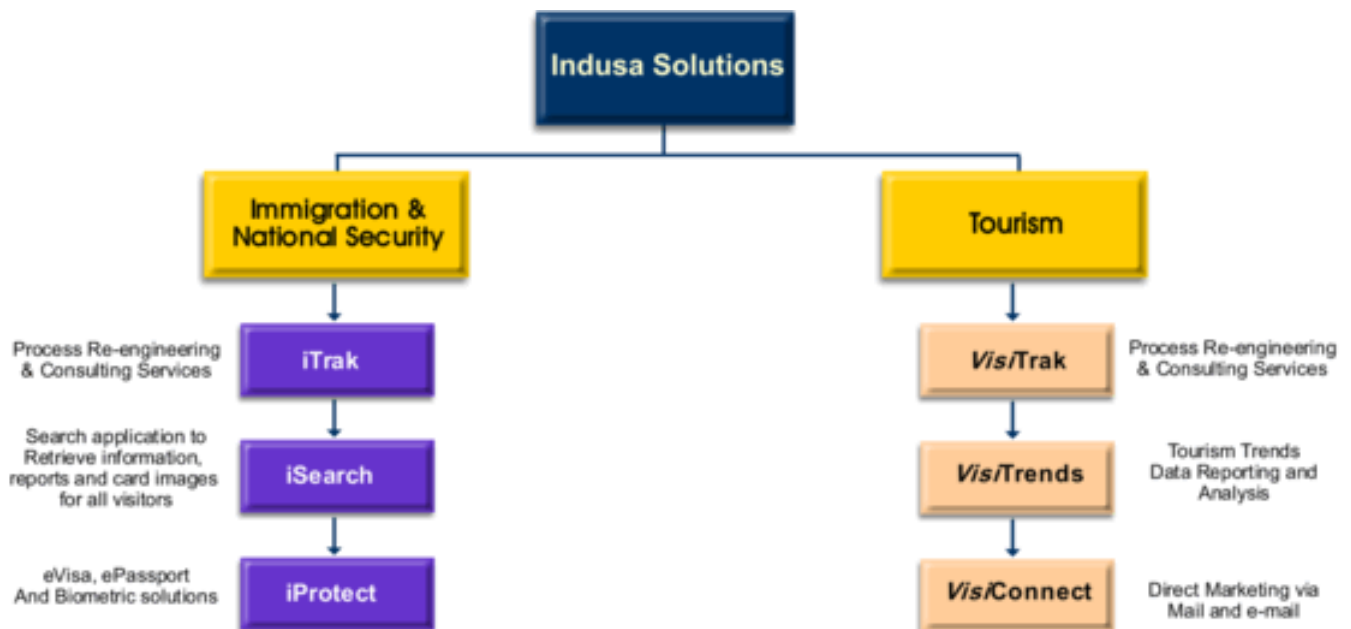 Indusa Solutions
Immigration &
National Security
Tourism
Process Re-engineering
& Consulting Services
iTrak
VisiTrak
Process Re-engineering
& Consulting Services
Search application to
Retrieve information,
reports and card images
for all visitors
iSearch
VisiTrends
Tourism Trends
Data Reporting and
Analysis
eVisa, ePassport
And Biometric solutions
iProtect
VisiConnect
Direct Marketing via
Mail and e-mail